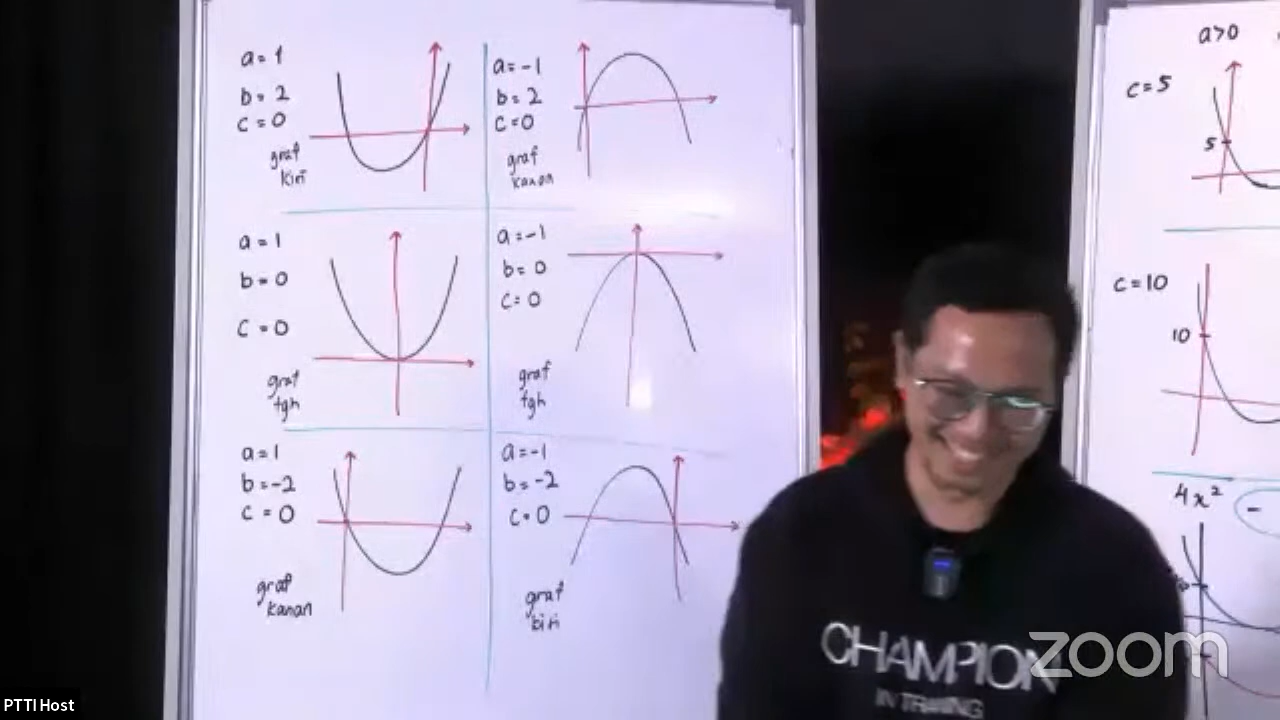 a = 1
b = 2
c = 0
graf
kiri
a = -1
b = 2
c = 0
graf
kanan
a = 1
b = 0
c = 0
graf
tgh
a = -1
b = 0
c = 0
graf
tgh
a = 1
b = -2
c = 0
graf
kanan
a = -1
b = -2
c = 0
graf
kiri
a>0
c = 5
5
c = 10
10
4x²
-
CHAMPION
IN TRAINING
zoom
PTTI Host